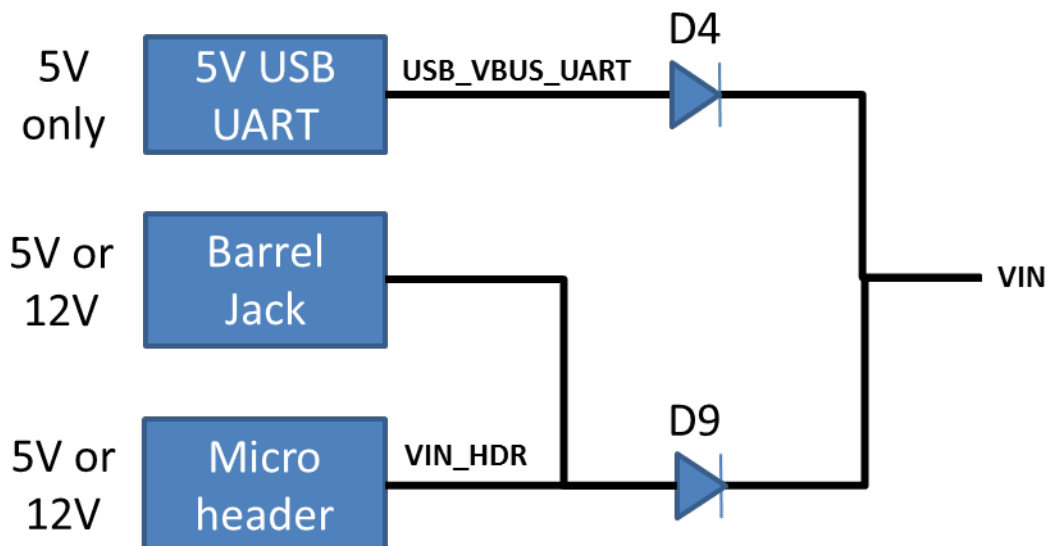 5V
only
5V USB
UART
USB_VBUS_UART
D4
5V or
12V
Barrel
Jack
VIN
5V or
12V
Micro
header
VIN_HDR
D9